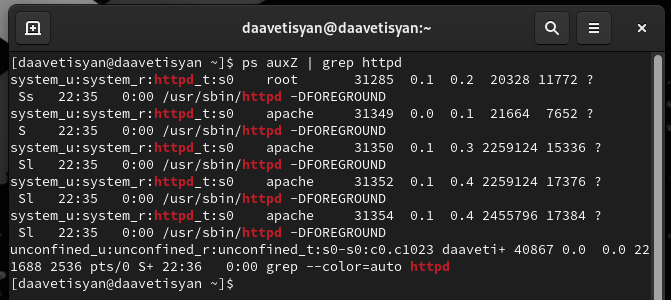 daavetisyan@daavetisyan:~
[daavetisyan@daavetisyan ~]$ ps auxZ | grep httpd
system_u:system_r:httpd_t:s0    root       31285  0.1  0.2  20328 11772 ?
 Ss   22:35   0:00 /usr/sbin/httpd -DFOREGROUND
system_u:system_r:httpd_t:s0    apache     31349  0.0  0.1  21664  7652 ?
 S    22:35   0:00 /usr/sbin/httpd -DFOREGROUND
system_u:system_r:httpd_t:s0    apache     31350  0.1  0.3 2259124 15336 ?
 Sl   22:35   0:00 /usr/sbin/httpd -DFOREGROUND
system_u:system_r:httpd_t:s0    apache     31352  0.1  0.4 2259124 17376 ?
 Sl   22:35   0:00 /usr/sbin/httpd -DFOREGROUND
system_u:system_r:httpd_t:s0    apache     31354  0.1  0.4 2455796 17384 ?
 Sl   22:35   0:00 /usr/sbin/httpd -DFOREGROUND
unconfined_u:unconfined_r:unconfined_t:s0-s0:c0.c1023 daaveti+ 40867 0.0  0.0 22
1688 2536 pts/0 S+ 22:36   0:00 grep --color=auto httpd
[daavetisyan@daavetisyan ~]$